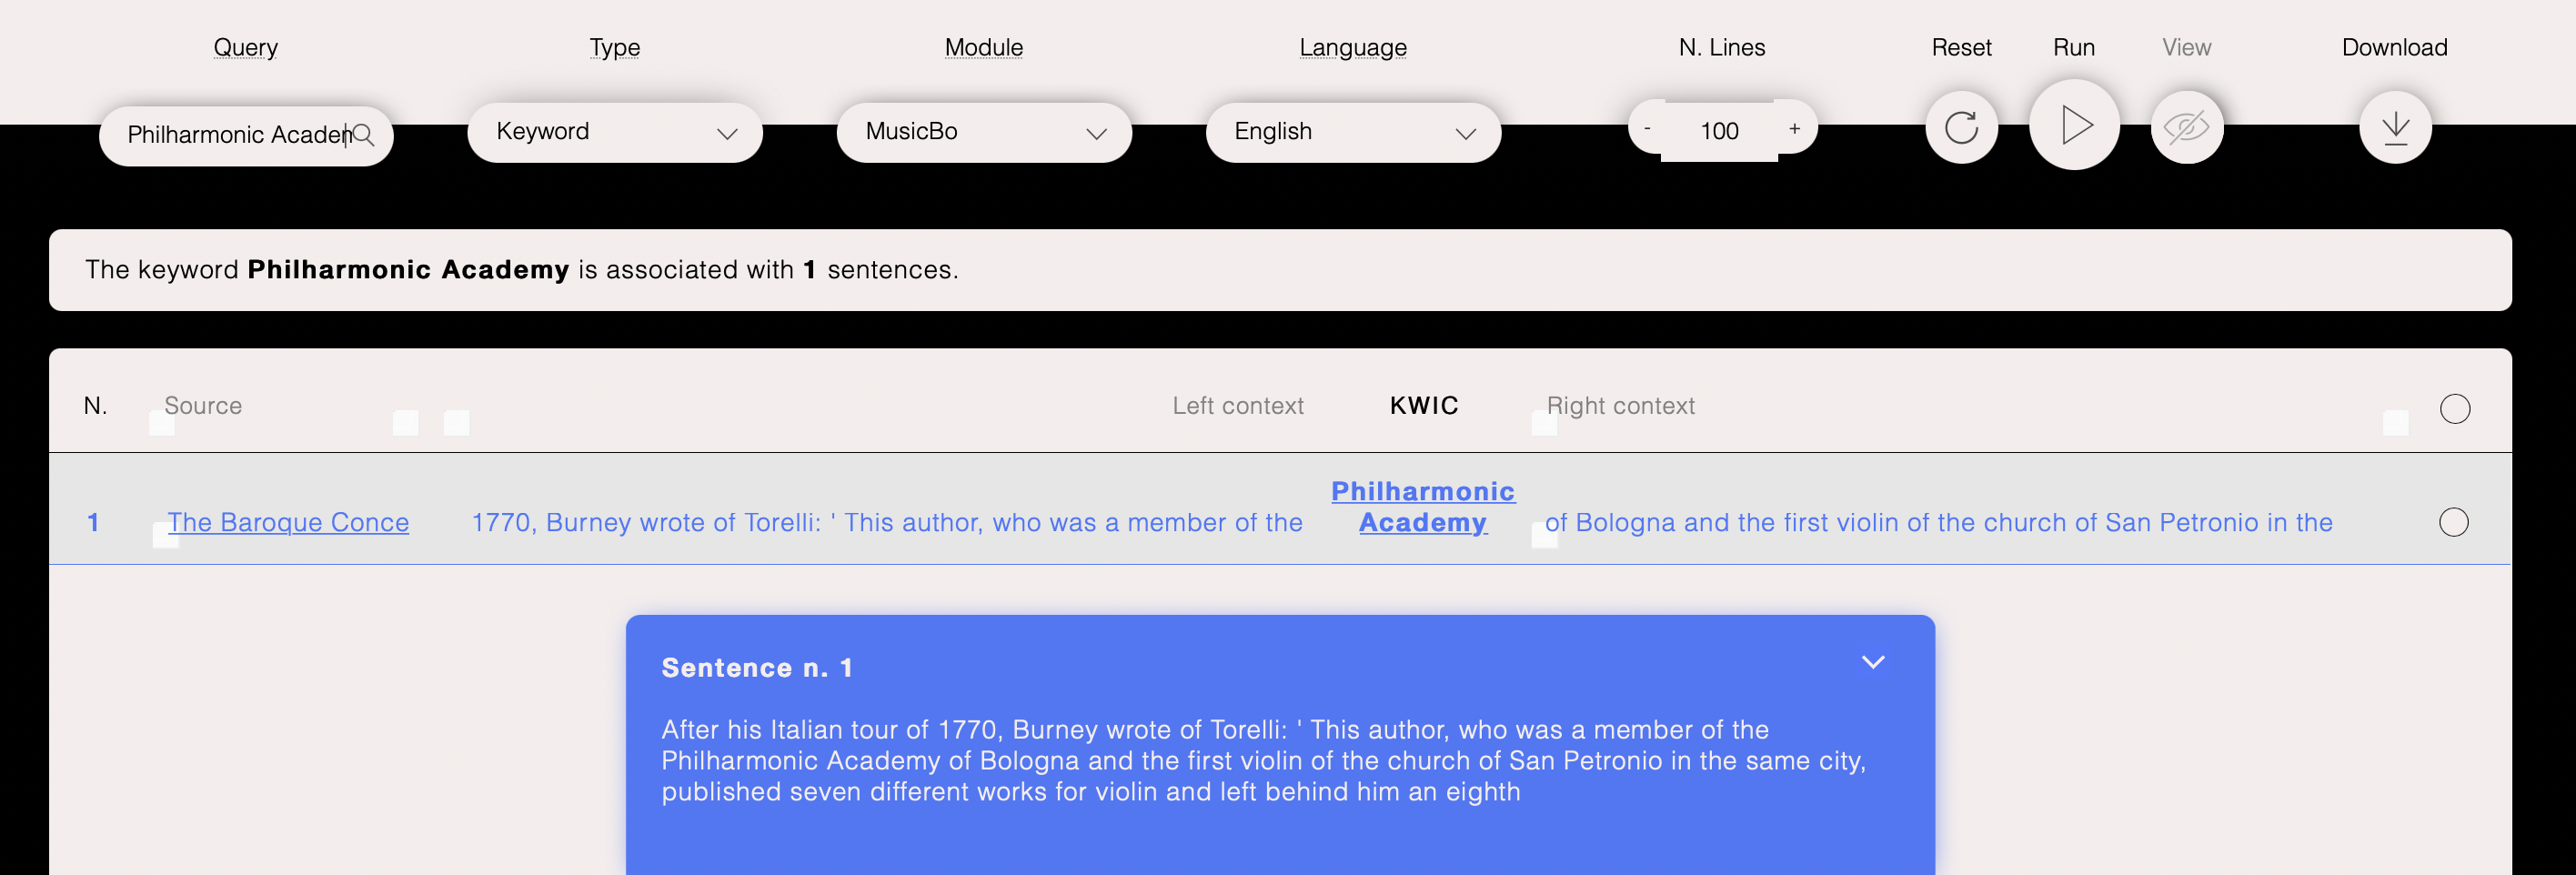 Query Type Module Language N. Lines Reset Run View Download
Philharmonic Academ Keyword MusicBo English - 100 +
The keyword Philharmonic Academy is associated with 1 sentences.
N. Source Left context KWIC Right context
1 The Baroque Conce 1770, Burney wrote of Torelli: ' This author, who was a member of the Philharmonic Academy of Bologna and the first violin of the church of San Petronio in the
Sentence n. 1
After his Italian tour of 1770, Burney wrote of Torelli: ' This author, who was a member of the
Philharmonic Academy of Bologna and the first violin of the church of San Petronio in the same city,
published seven different works for violin and left behind him an eighth